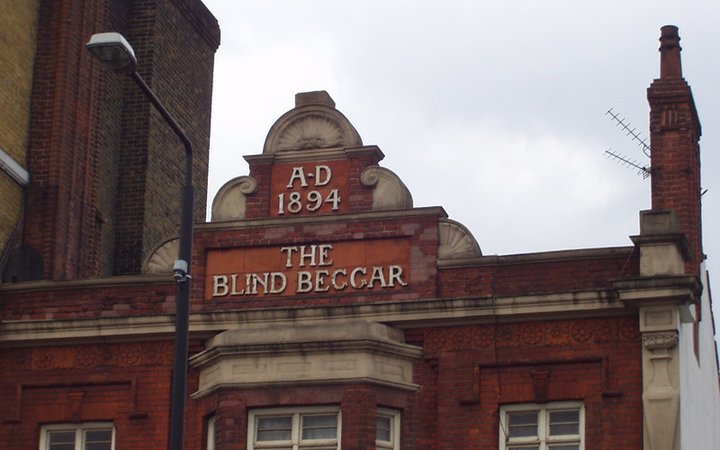 A·D
1894
THE
BLIND BEGGAR